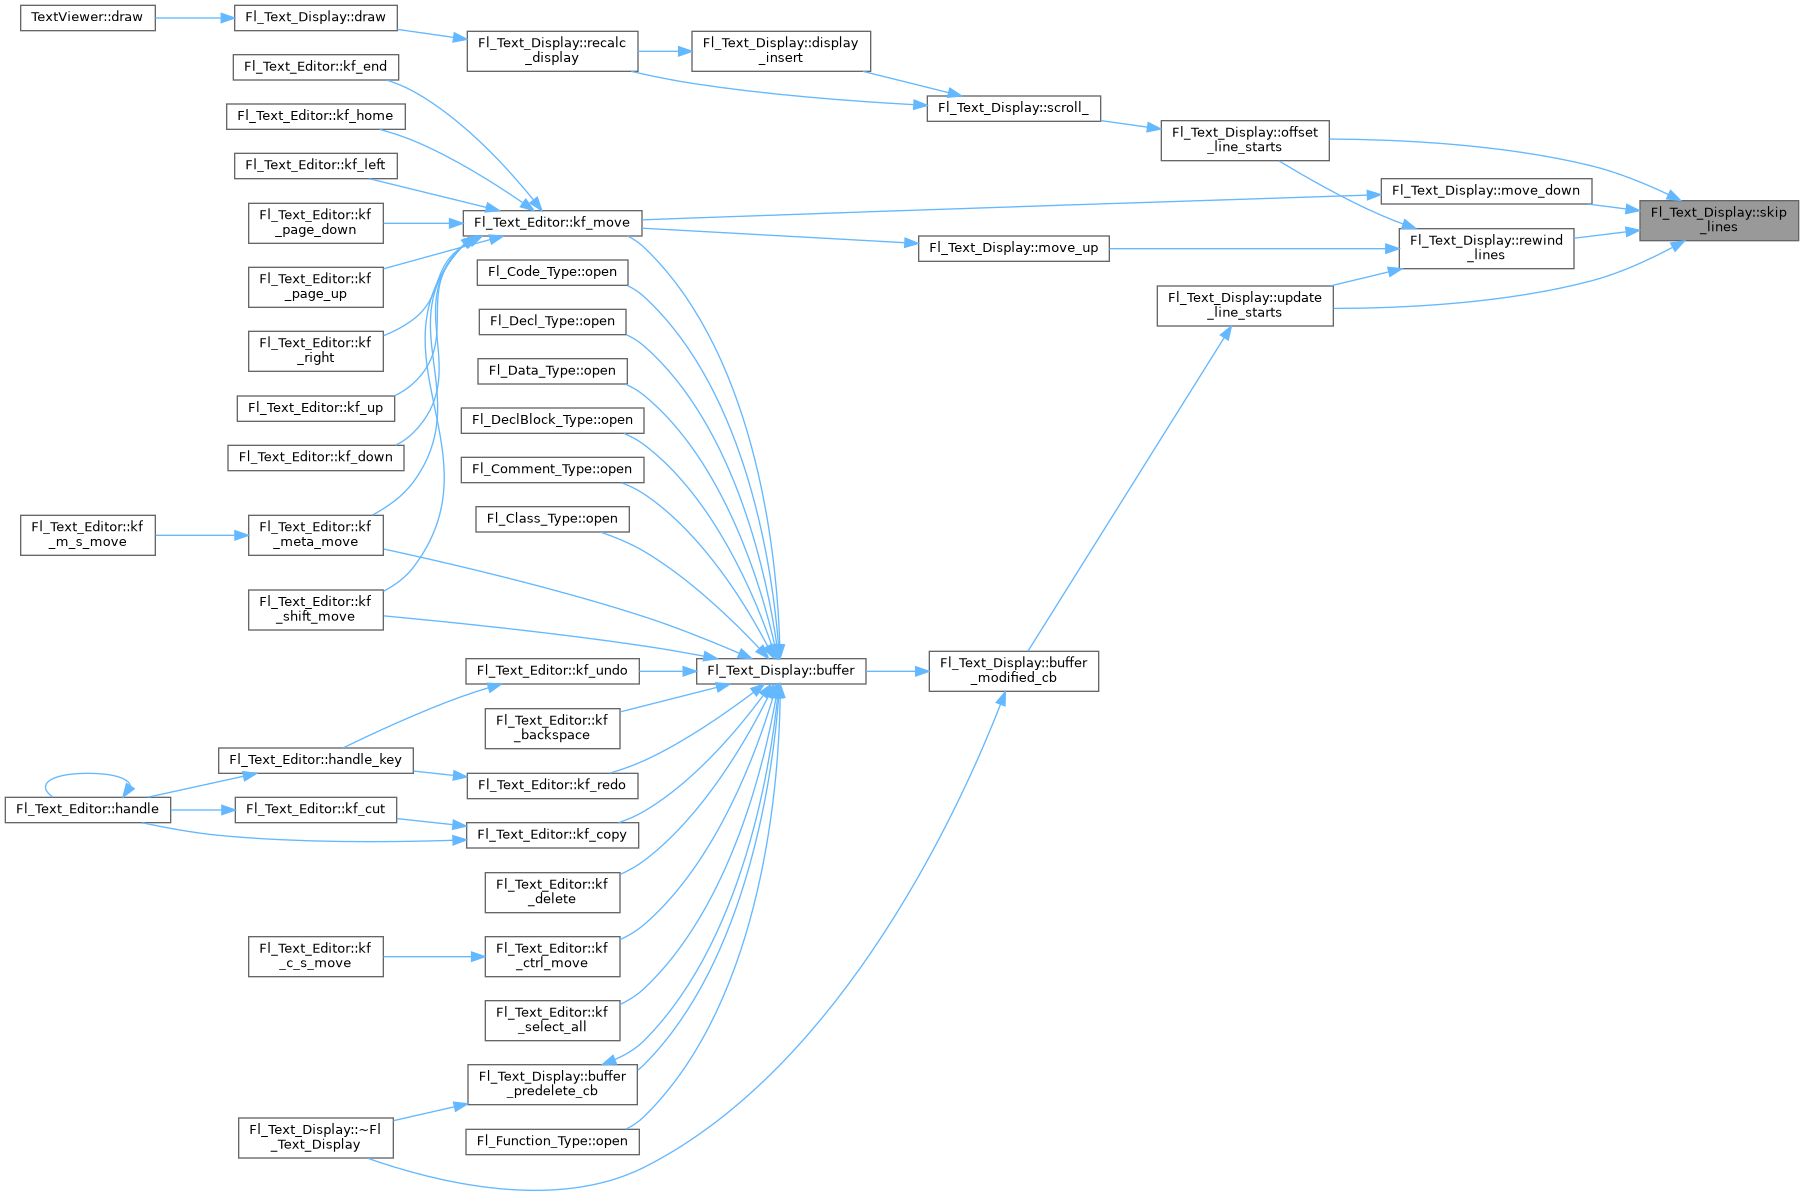 TextViewer::draw
Fl_Text_Display::draw
Fl_Text_Display::recalc
_display
Fl_Text_Display::display
_insert
Fl_Text_Editor::kf_end
Fl_Text_Display::scroll_
Fl_Text_Editor::kf_home
Fl_Text_Display::offset
_line_starts
Fl_Text_Editor::kf_left
Fl_Text_Display::move_down
Fl_Text_Display::skip
_lines
Fl_Text_Editor::kf
_page_down
Fl_Text_Editor::kf_move
Fl_Text_Display::move_up
Fl_Text_Display::rewind
_lines
Fl_Code_Type::open
Fl_Text_Editor::kf
_page_up
Fl_Text_Display::update
_line_starts
Fl_Decl_Type::open
Fl_Text_Editor::kf
_right
Fl_Data_Type::open
Fl_Text_Editor::kf_up
Fl_DeclBlock_Type::open
Fl_Text_Editor::kf_down
Fl_Comment_Type::open
Fl_Class_Type::open
Fl_Text_Editor::kf
_m_s_move
Fl_Text_Editor::kf
_meta_move
Fl_Text_Editor::kf
_shift_move
Fl_Text_Editor::kf_undo
Fl_Text_Display::buffer
Fl_Text_Display::buffer
_modified_cb
Fl_Text_Editor::kf
_backspace
Fl_Text_Editor::handle_key
Fl_Text_Editor::kf_redo
Fl_Text_Editor::handle
Fl_Text_Editor::kf_cut
Fl_Text_Editor::kf_copy
Fl_Text_Editor::kf
_delete
Fl_Text_Editor::kf
_c_s_move
Fl_Text_Editor::kf
_ctrl_move
Fl_Text_Editor::kf
_select_all
Fl_Text_Display::buffer
_predelete_cb
Fl_Text_Display::~Fl
_Text_Display
Fl_Function_Type::open